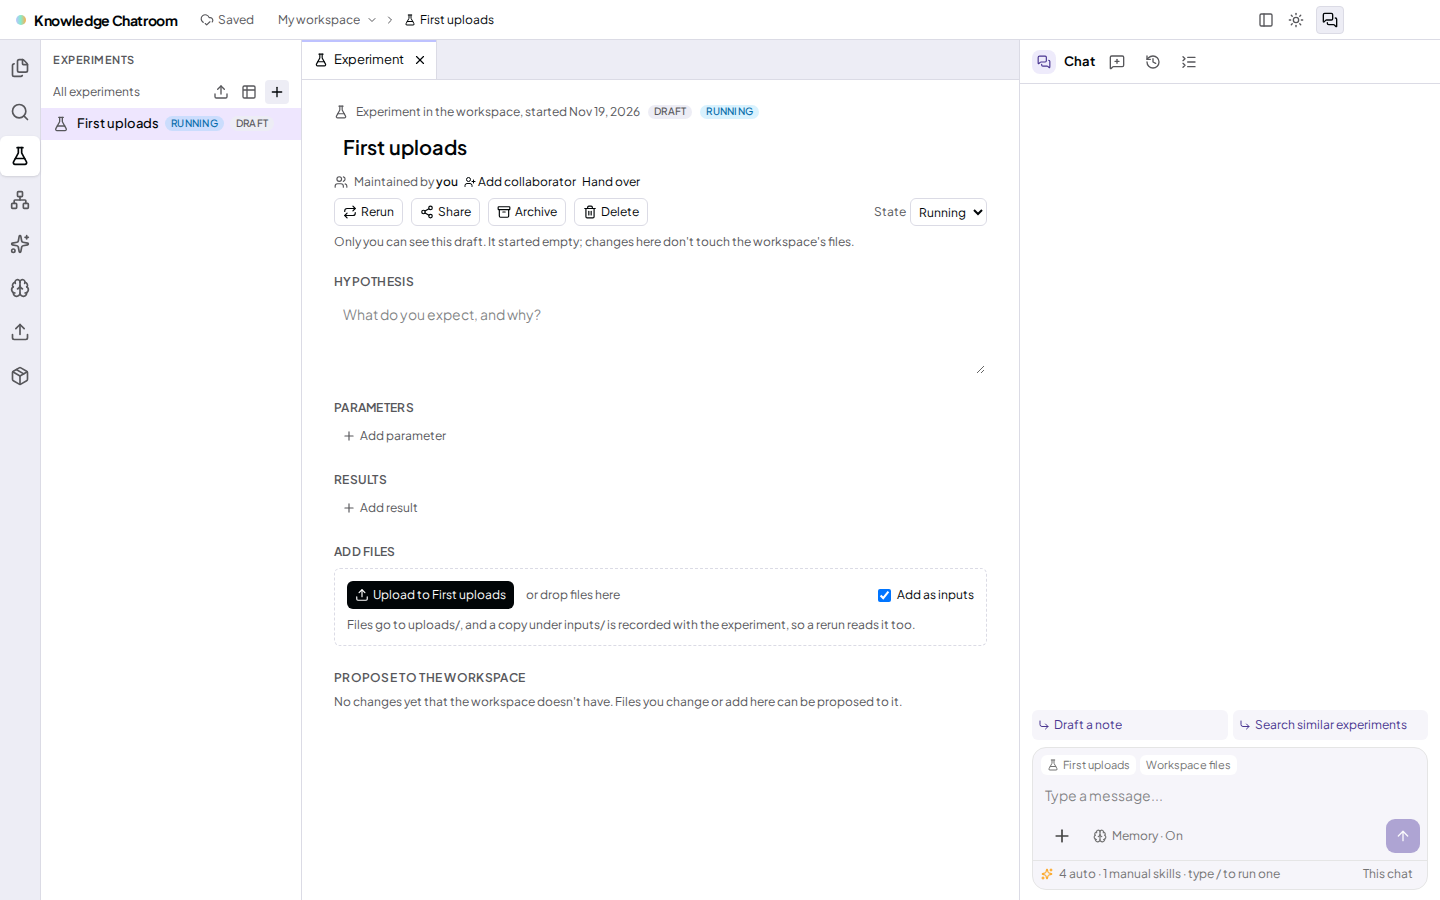 Knowledge Chatroom
Saved
My workspace
First uploads
EXPERIMENTS
All experiments
First uploads RUNNING DRAFT
Experiment
Experiment in the workspace, started Nov 19, 2026 DRAFT RUNNING
First uploads
Maintained by you Add collaborator Hand over
Rerun Share Archive Delete State Running
Only you can see this draft. It started empty; changes here don't touch the workspace's files.
HYPOTHESIS
What do you expect, and why?
PARAMETERS
Add parameter
RESULTS
Add result
ADD FILES
Upload to First uploads or drop files here Add as inputs
Files go to uploads/, and a copy under inputs/ is recorded with the experiment, so a rerun reads it too.
PROPOSE TO THE WORKSPACE
No changes yet that the workspace doesn't have. Files you change or add here can be proposed to it.
Chat
Draft a note
Search similar experiments
First uploads Workspace files
Type a message...
Memory · On
4 auto · 1 manual skills · type / to run one This chat